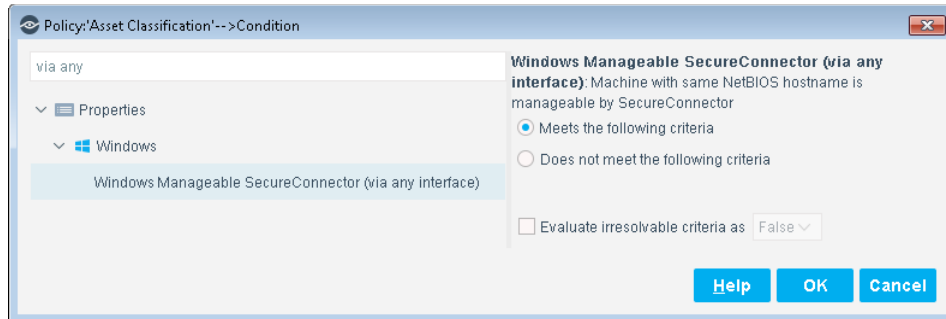 Policy:'Asset Classification'-->Condition
via any
Properties
Windows
Windows Manageable SecureConnector (via any interface)
Windows Manageable SecureConnector (via any
interface): Machine with same NetBIOS hostname is
manageable by SecureConnector
Meets the following criteria
Does not meet the following criteria
Evaluate irresolvable criteria as False
Help OK Cancel